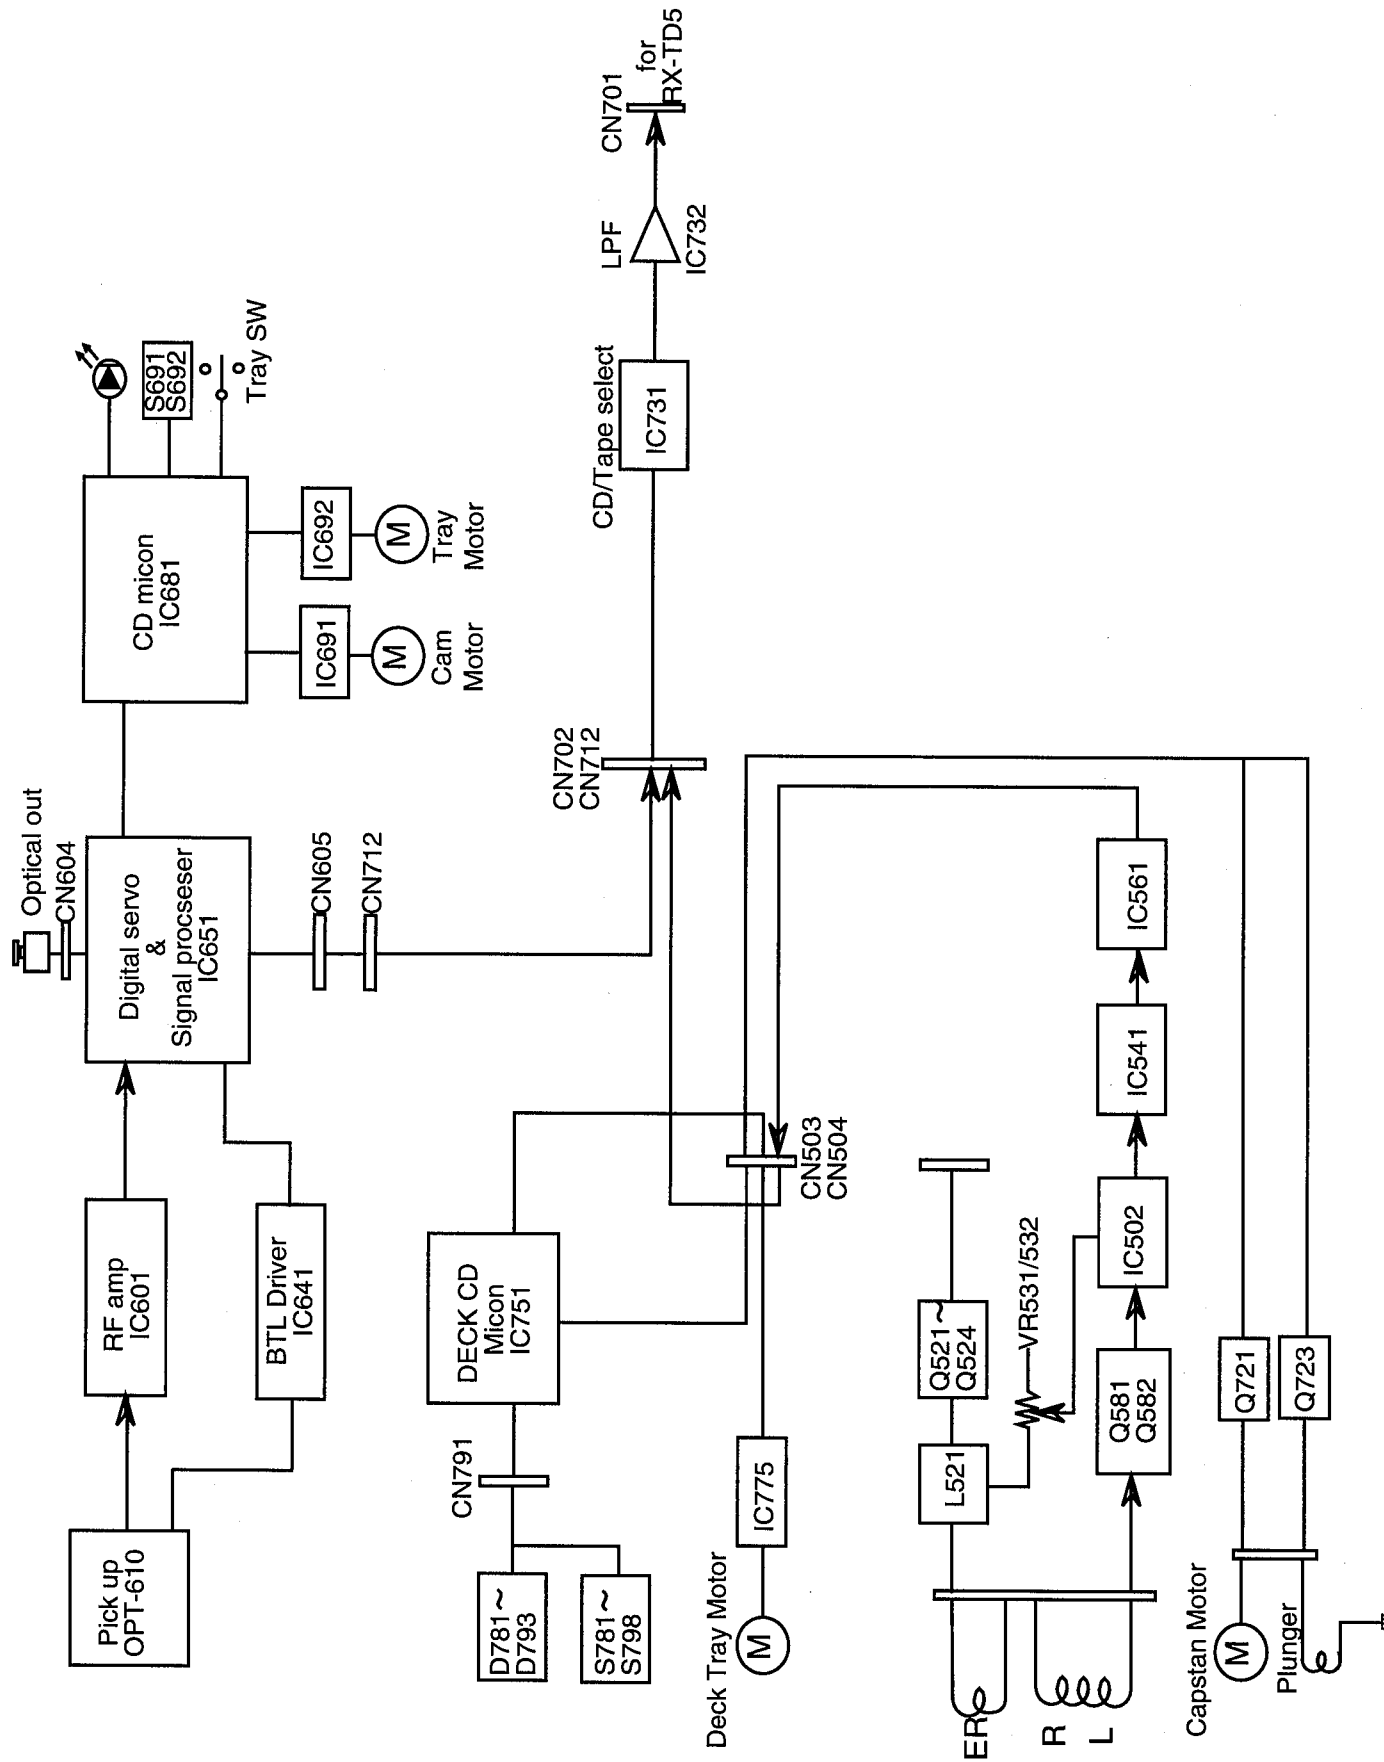 Pick up
OPT-610
RF amp
IC601
BTL Driver
IC641
Optical out
CN604
Digital servo
&
Signal procseser
IC651
CN605
CN712
CD micon
IC681
S691
S692
Tray SW
IC691
M
Cam
Motor
IC692
M
Tray
Motor
CN702
CN712
CD/Tape select
IC731
LPF
IC732
CN701
for
RX-TD5
D781~
D793
S781~
S798
CN791
DECK CD
Micon
IC751
Deck Tray Motor
M
IC775
CN503
CN504
ER
R
L
L521
Q521~
Q524
VR531/532
Q581
Q582
IC502
IC541
IC561
Capstan Motor
M
Plunger
Q721
Q723